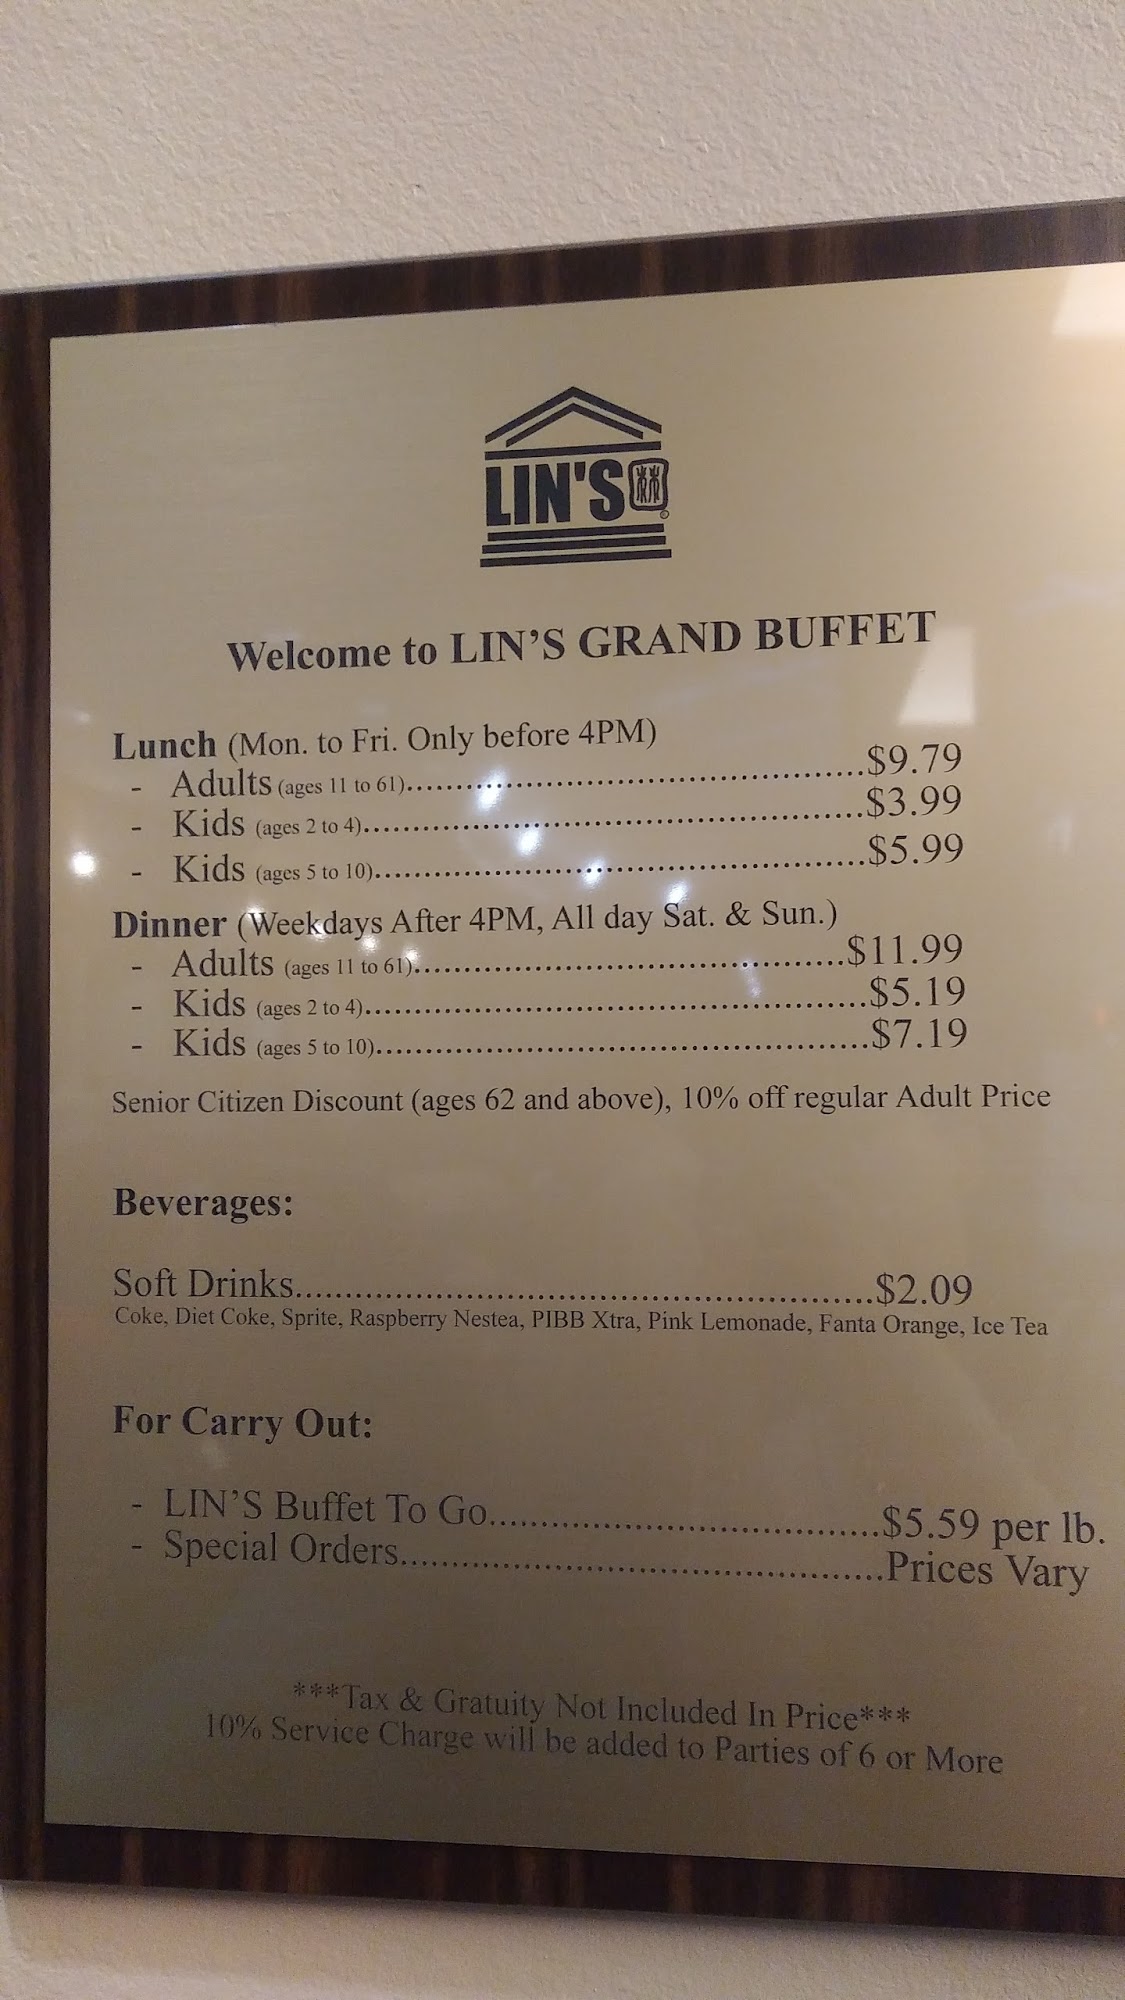 LIN'S 林
Welcome to LIN'S GRAND BUFFET
Lunch (Mon. to Fri. Only before 4PM)
- Adults (ages 11 to 61)..........$9.79
- Kids (ages 2 to 4)..........$3.99
- Kids (ages 5 to 10)..........$5.99
Dinner (Weekdays After 4PM, All day Sat. & Sun.)
- Adults (ages 11 to 61)..........$11.99
- Kids (ages 2 to 4)..........$5.19
- Kids (ages 5 to 10)..........$7.19
Senior Citizen Discount (ages 62 and above), 10% off regular Adult Price
Beverages:
Soft Drinks..........$2.09
Coke, Diet Coke, Sprite, Raspberry Nestea, PIBB Xtra, Pink Lemonade, Fanta Orange, Ice Tea
For Carry Out:
- LIN'S Buffet To Go..........$5.59 per lb.
- Special Orders..........Prices Vary
***Tax & Gratuity Not Included In Price***
10% Service Charge will be added to Parties of 6 or More